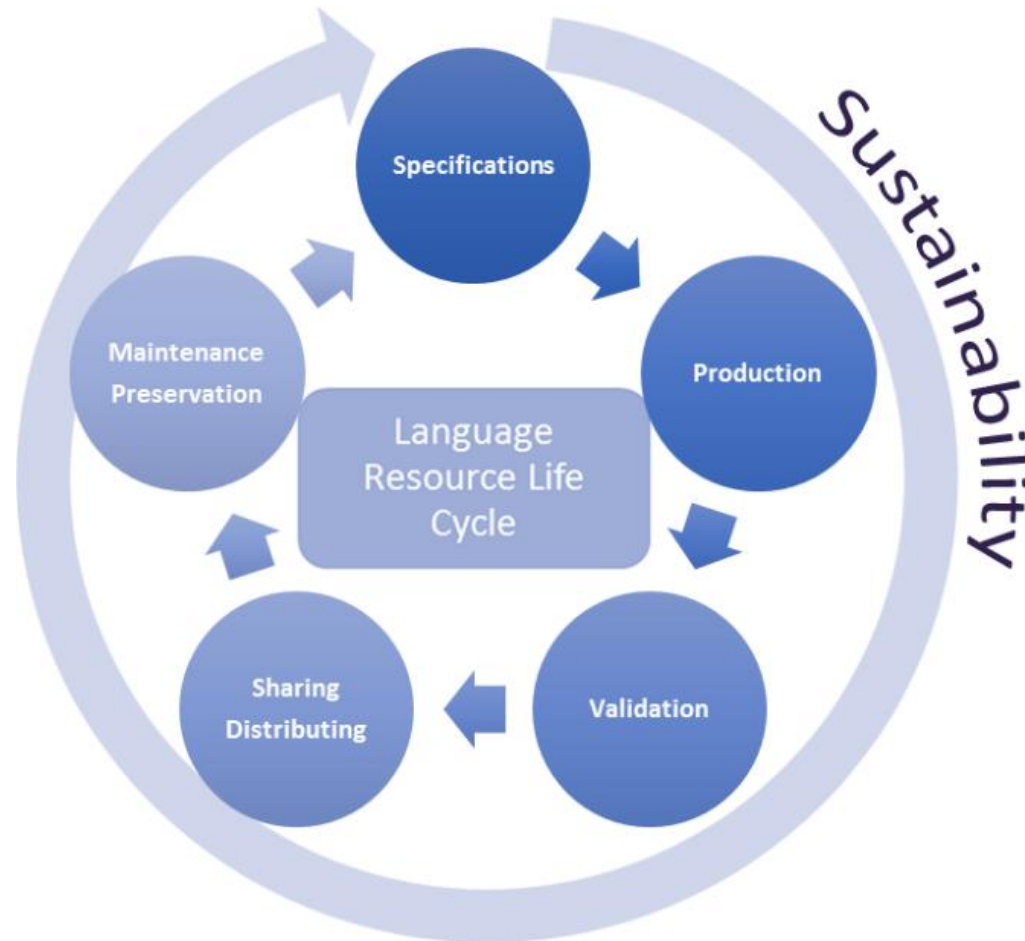 Specifications
Production
Validation
Sharing
Distributing
Maintenance
Preservation
Language
Resource Life
Cycle
Sustainability